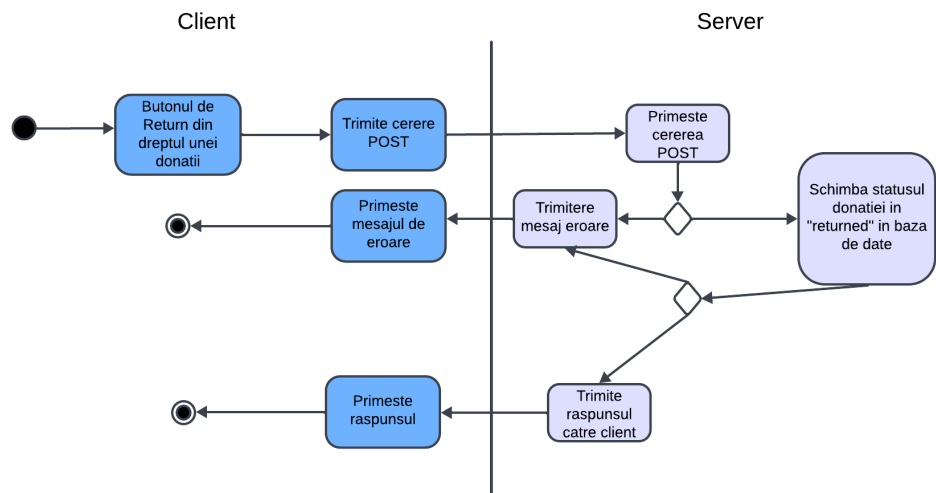 Client
Server
Butonul de
Return din
dreptul unei
donatii
Trimite cerere
POST
Primeste
cererea
POST
Primeste
mesajul de
eroare
Trimitere
mesaj eroare
Schimba statusul
donatiei in
"returned" in baza
de date
Primeste
raspunsul
Trimite
raspunsul
catre client